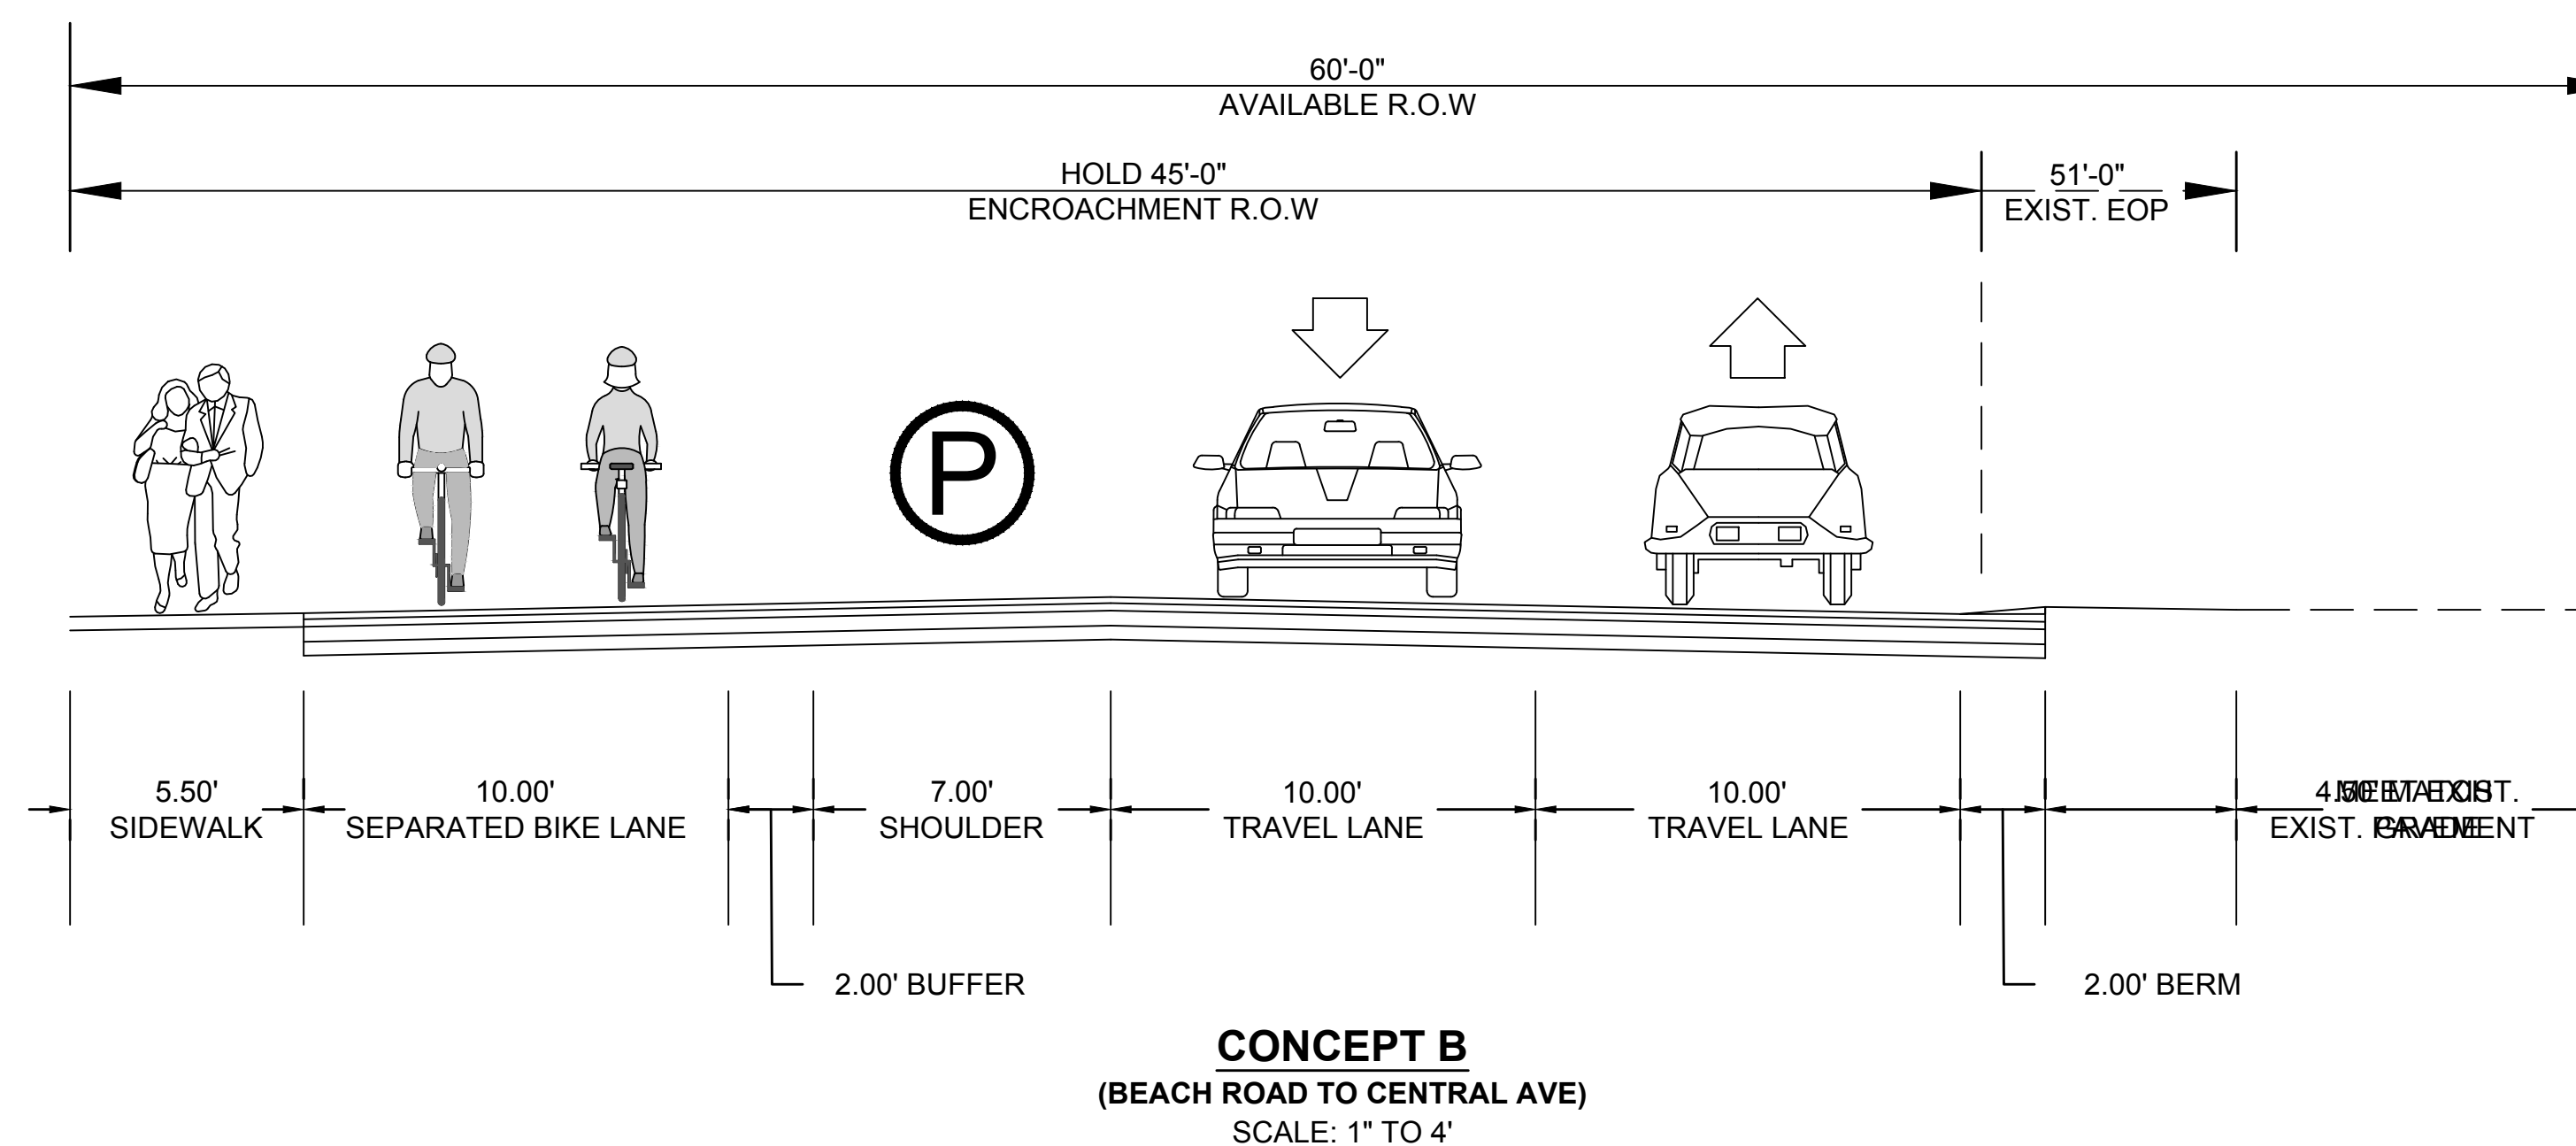 60'-0"
AVAILABLE R.O.W
HOLD 45'-0"
ENCROACHMENT R.O.W
51'-0"
EXIST. EOP
P
5.50'
SIDEWALK
10.00'
SEPARATED BIKE LANE
7.00'
SHOULDER
10.00'
TRAVEL LANE
10.00'
TRAVEL LANE
EXIST.
2.00' BUFFER
2.00' BERM
CONCEPT B
(BEACH ROAD TO CENTRAL AVE)
SCALE: 1" TO 4'